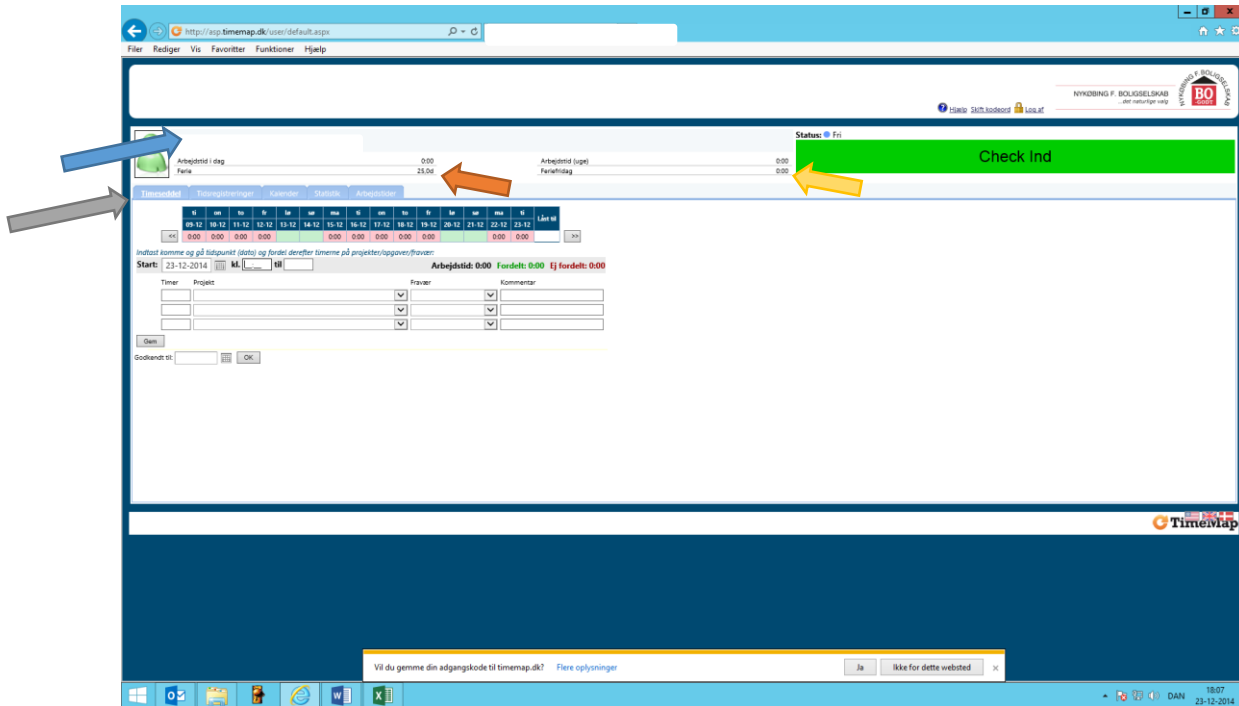 http://asp.timemap.dk/user/default.aspx
Filer Rediger Vis Favoritter Funktioner Hjælp
NYKØBING F. BOLIGSELSKAB
...det naturlige valg
NYKØBING F. BOLIGSELSKAB
BO
GODT
Hjælp Skift kodeord Log af
Status: Fri
Check Ind
Arbejdstid i dag 0:00 Arbejdstid (uge) 0:00
Ferie 25,0d Feriefridag 0:00
Timeseddel Tidsregistreringer Kalender Statistik Arbejdstider
ti on to fr lø sø ma ti on to fr lø sø ma ti Låst til
09-12 10-12 11-12 12-12 13-12 14-12 15-12 16-12 17-12 18-12 19-12 20-12 21-12 22-12 23-12
<< 0:00 0:00 0:00 0:00 0:00 0:00 0:00 0:00 0:00 0:00 0:00 >>
Indtast komme og gå tidspunkt (dato) og fordel derefter timerne på projekter/opgaver/fravær:
Start: 23-12-2014 kl. __:__ til Arbejdstid: 0:00 Fordelt: 0:00 Ej fordelt: 0:00
Timer Projekt Fravær Kommentar
Gem
Godkendt til: OK
TimeMap
Vil du gemme din adgangskode til timemap.dk? Flere oplysninger Ja Ikke for dette websted ×
DAN 18:07
23-12-2014